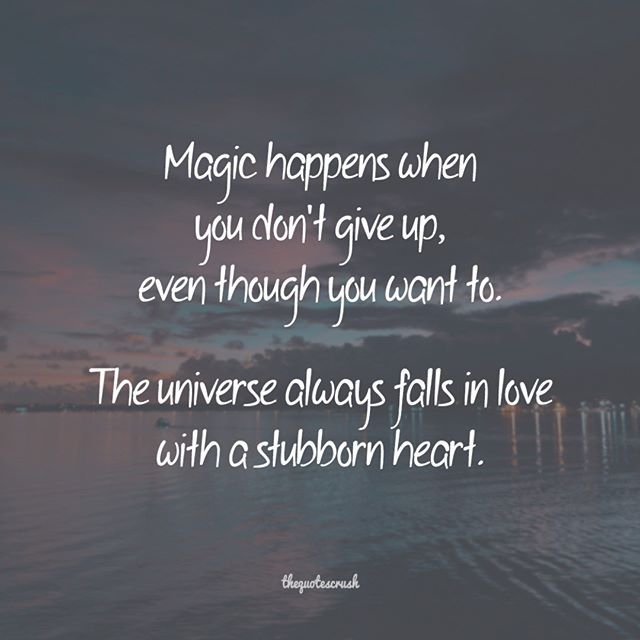 Magic happens when
you don't give up,
even though you want to.
The universe always falls in love
with a stubborn heart.
thequotescrush